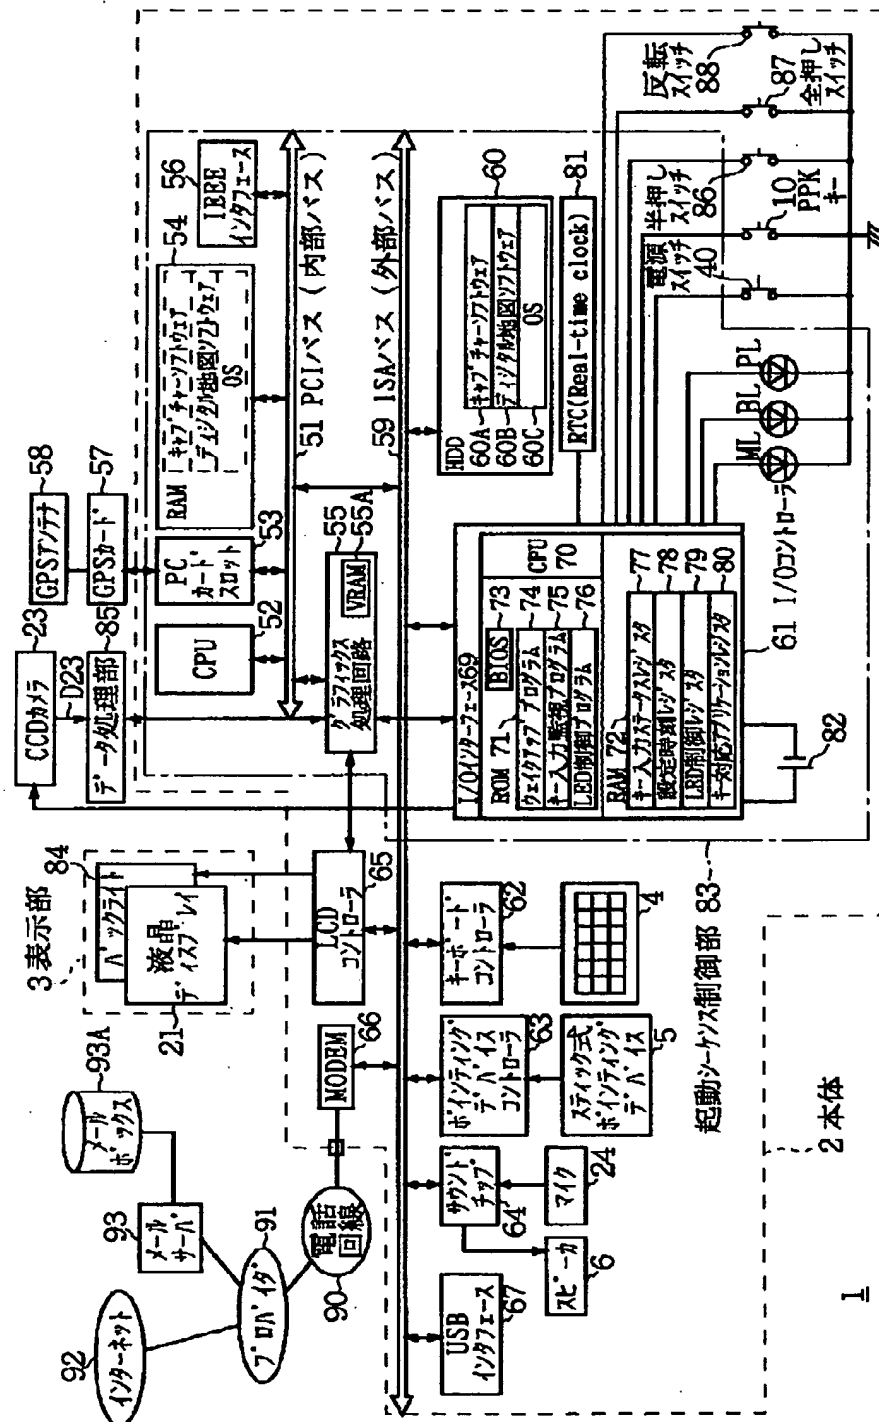 インターネット
92
プロバイダ
91
メール
サーバ
93
メール
ボックス
93A
電話
回線
90
MODEM
66
3 表示部
バックライト
84
液晶
ディスプレイ
21
LCD
コントローラ
65
CCDカメラ
23
D23
データ処理部
85
GPSアンテナ
58
GPSカード
57
CPU
52
PC
カード
スロット
53
RAM
キャプチャーソフトウェア
ディジタル地図ソフトウェア
OS
54
IEEE
インタフェース
56
51 PCIバス(内部バス)
グラフィックス
処理回路
55
VRAM
55A
59 ISAバス(外部バス)
USB
インタフェース
67
サウンド
チップ
64
スピーカ
6
マイク
24
ポインティング
デバイス
コントローラ
63
スティック式
ポインティング
デバイス
5
キーボード
コントローラ
62
4
I/Oインターフェース69
ROM 71
BIOS
73
ウェイクアップ プログラム
74
キー入力監視プログラム
75
LED制御プログラム
76
CPU
70
RAM 72
キー入力ステータスレジスタ
77
設定時刻レジスタ
78
LED制御レジスタ
79
キー対応アプリケーションレジスタ
80
61 I/Oコントローラ
82
HDD
60
60A
キャプチャーソフトウェア
60B
ディジタル地図ソフトウェア
60C
OS
RTC(Real-time clock)
81
ML
BL
PL
電源
スイッチ
40
10
PPK
キー
半押し
スイッチ
86
87
全押し
スイッチ
反転
スイッチ
88
起動シーケンス制御部 83
2 本体
1